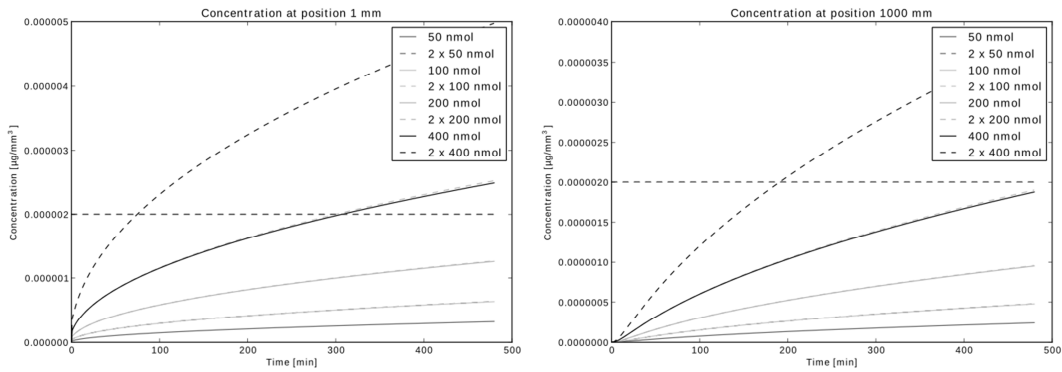 Concentration at position 1 mm
0.000005
0.000004
0.000003
0.000002
0.000001
0.000000
Concentration [µg/mm³]
0
100
200
300
400
500
Time [min]
50 nmol
2 x 50 nmol
100 nmol
2 x 100 nmol
200 nmol
2 x 200 nmol
400 nmol
2 x 400 nmol
Concentration at position 1000 mm
0.0000040
0.0000035
0.0000030
0.0000025
0.0000020
0.0000015
0.0000010
0.0000005
0.0000000
Concentration [µg/mm³]
0
100
200
300
400
500
Time [min]
50 nmol
2 x 50 nmol
100 nmol
2 x 100 nmol
200 nmol
2 x 200 nmol
400 nmol
2 x 400 nmol